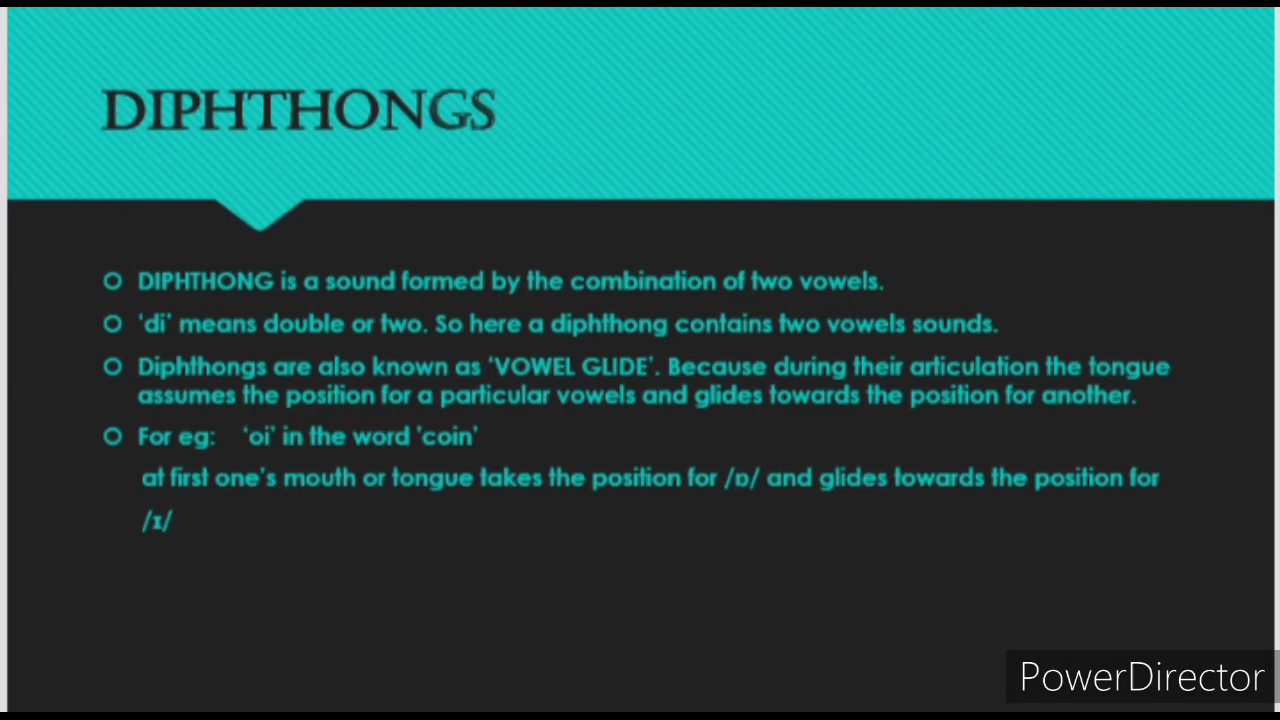 DIPHTHONGS
DIPHTHONG is a sound formed by the combination of two vowels.
‘di’ means double or two. So here a diphthong contains two vowels sounds.
Diphthongs are also known as ‘VOWEL GLIDE’. Because during their articulation the tongue
assumes the position for a particular vowels and glides towards the position for another.
For eg: ‘oi’ in the word 'coin'
at first one’s mouth or tongue takes the position for /ɒ/ and glides towards the position for
/ɪ/
PowerDirector